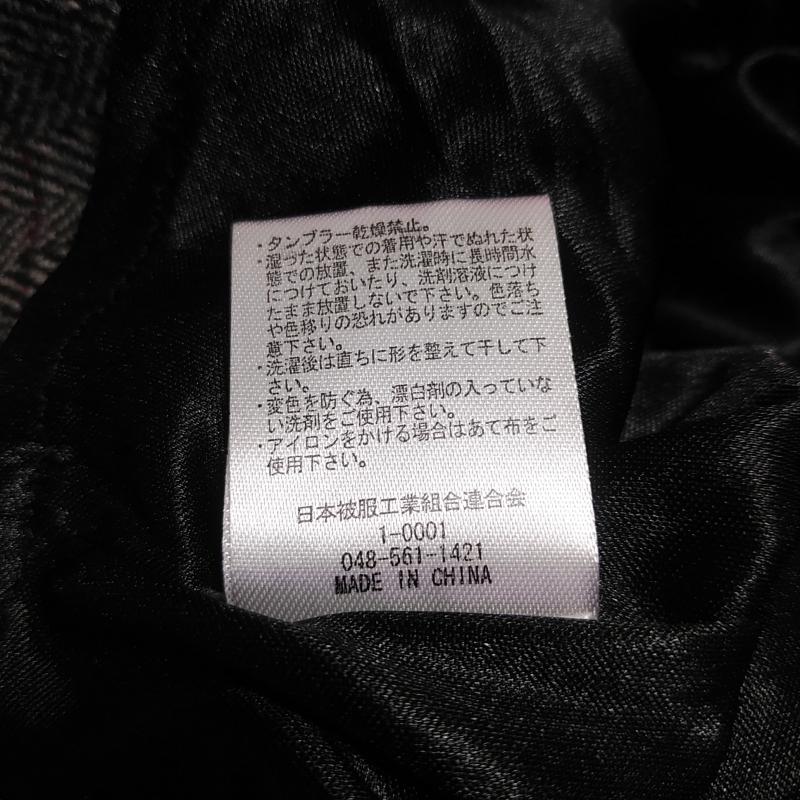 ・タンブラー乾燥禁止。
・湿った状態での着用や汗でぬれた状
態での放置、また洗濯時に長時間水
につけておいたり、洗剤溶液につけ
たまま放置しないで下さい。色落ち
や色移りの恐れがありますのでご注
意下さい。
・洗濯後は直ちに形を整えて干して下
さい。
・変色を防ぐ為、漂白剤の入っていな
い洗剤をご使用下さい。
・アイロンをかける場合はあて布をご
使用下さい。
日本被服工業組合連合会
1-0001
048-561-1421
MADE IN CHINA